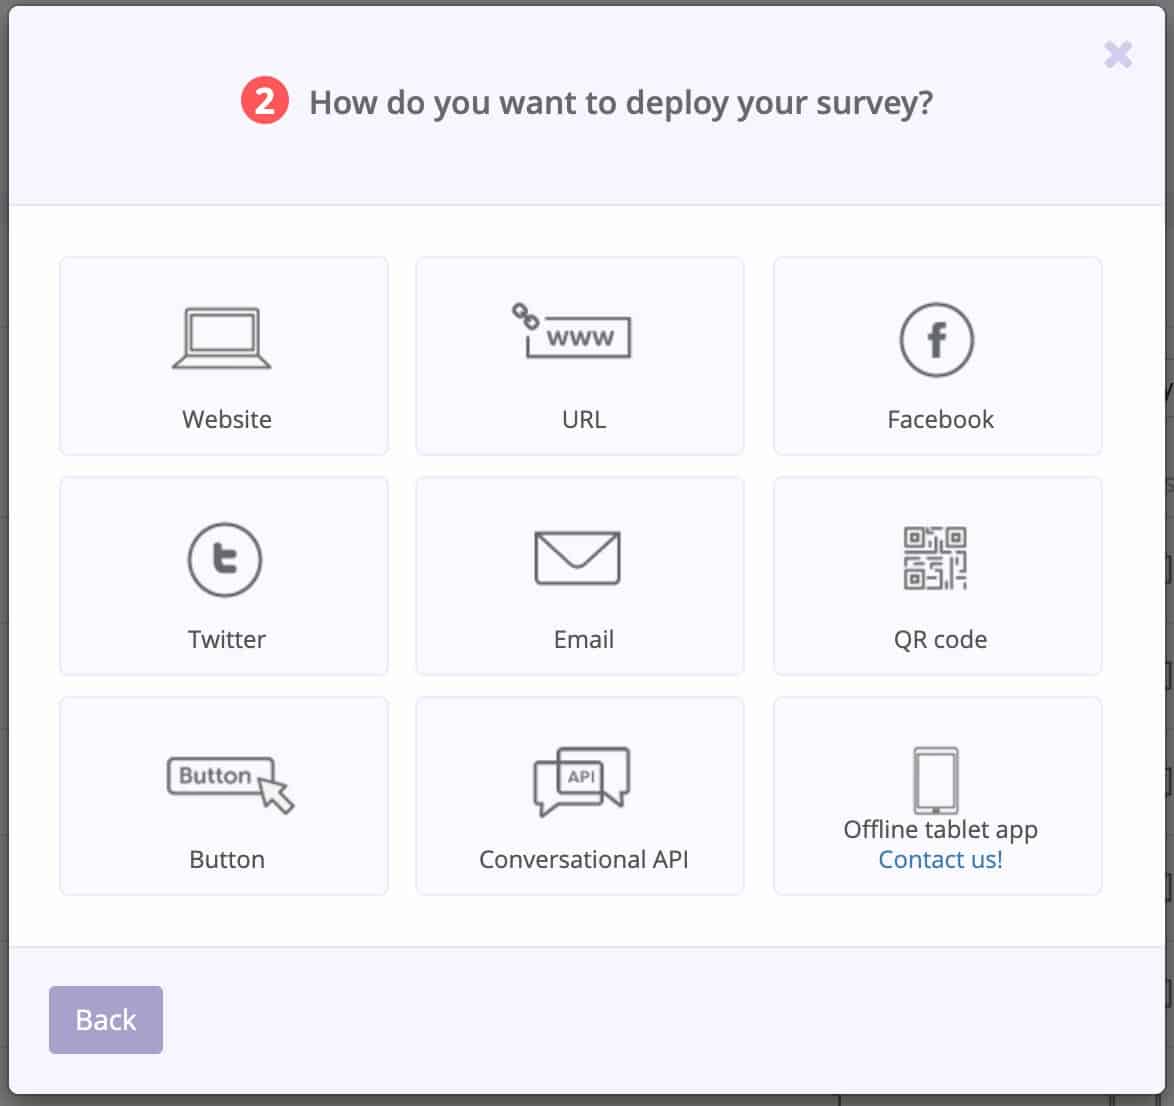 2 How do you want to deploy your survey?
www
Website
URL
f
Facebook
t
Twitter
Email
QR code
Button
Button
API
Conversational API
Offline tablet app
Contact us!
Back